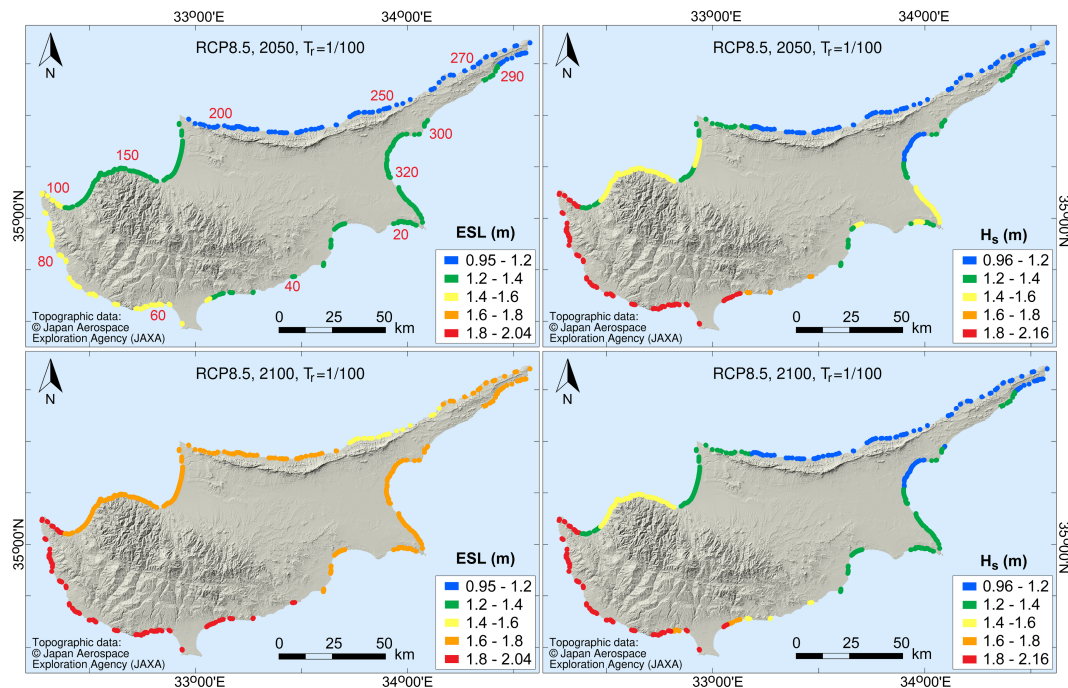 33°00'E 34°00'E
RCP8.5, 2050, Tr=1/100
N
270
290
250
200
300
150
320
100
20
80
40
60
35°00'N
ESL (m)
0.95 - 1.2
1.2 - 1.4
1.4 -1.6
1.6 - 1.8
1.8 - 2.04
0 25 50
km
Topographic data:
© Japan Aerospace
Exploration Agency (JAXA)
RCP8.5, 2050, Tr=1/100
N
35°00'N
Hs (m)
0.96 - 1.2
1.2 - 1.4
1.4 -1.6
1.6 - 1.8
1.8 - 2.16
0 25 50
km
Topographic data:
© Japan Aerospace
Exploration Agency (JAXA)
RCP8.5, 2100, Tr=1/100
N
35°00'N
ESL (m)
0.95 - 1.2
1.2 - 1.4
1.4 -1.6
1.6 - 1.8
1.8 - 2.04
0 25 50
km
Topographic data:
© Japan Aerospace
Exploration Agency (JAXA)
33°00'E 34°00'E
RCP8.5, 2100, Tr=1/100
N
35°00'N
Hs (m)
0.96 - 1.2
1.2 - 1.4
1.4 -1.6
1.6 - 1.8
1.8 - 2.16
0 25 50
km
Topographic data:
© Japan Aerospace
Exploration Agency (JAXA)
33°00'E 34°00'E